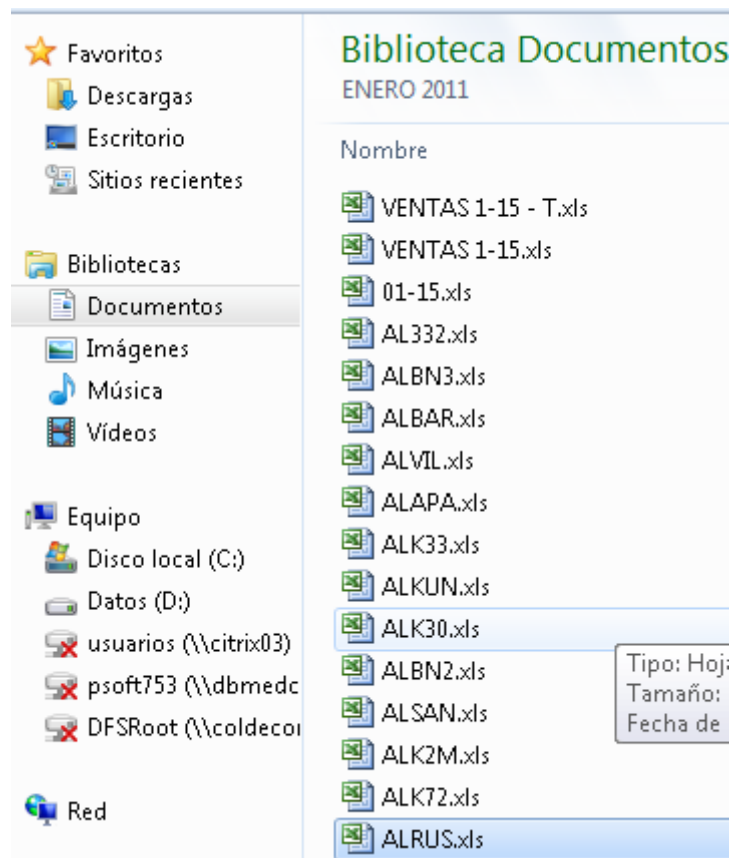 Favoritos
Descargas
Escritorio
Sitios recientes
Bibliotecas
Documentos
Imágenes
Música
Vídeos
Equipo
Disco local (C:)
Datos (D:)
usuarios (\\citrix03)
psoft753 (\\dbmedc
DFSRoot (\\coldecor
Red
Biblioteca Documentos
ENERO 2011
Nombre
VENTAS 1-15 - T.xls
VENTAS 1-15.xls
01-15.xls
AL332.xls
ALBN3.xls
ALBAR.xls
ALVIL.xls
ALAPA.xls
ALK33.xls
ALKUN.xls
ALK30.xls
ALBN2.xls
ALSAN.xls
ALK2M.xls
ALK72.xls
ALRUS.xls
Tipo: Hoja
Tamaño:
Fecha de